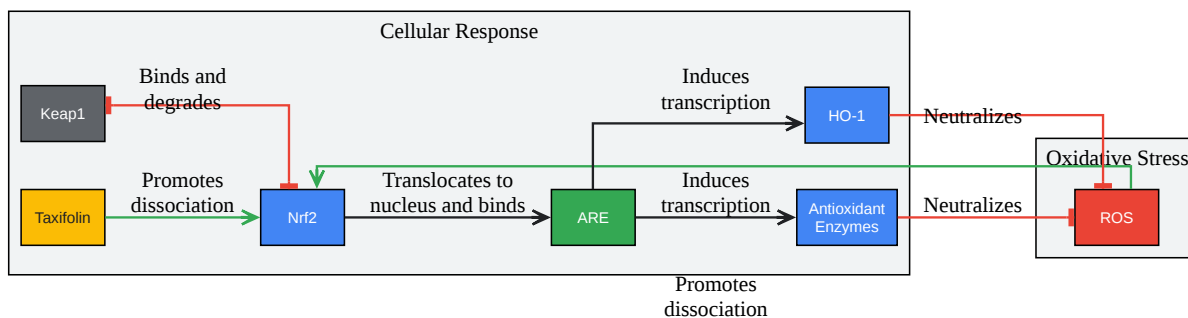 Cellular Response
Binds and
degrades
Keap1
Induces
transcription
HO-1
Neutralizes
Oxidative Stress
Taxifolin
Promotes
dissociation
Nrf2
Translocates to
nucleus and binds
ARE
Induces
transcription
Antioxidant
Enzymes
Neutralizes
ROS
Promotes
dissociation